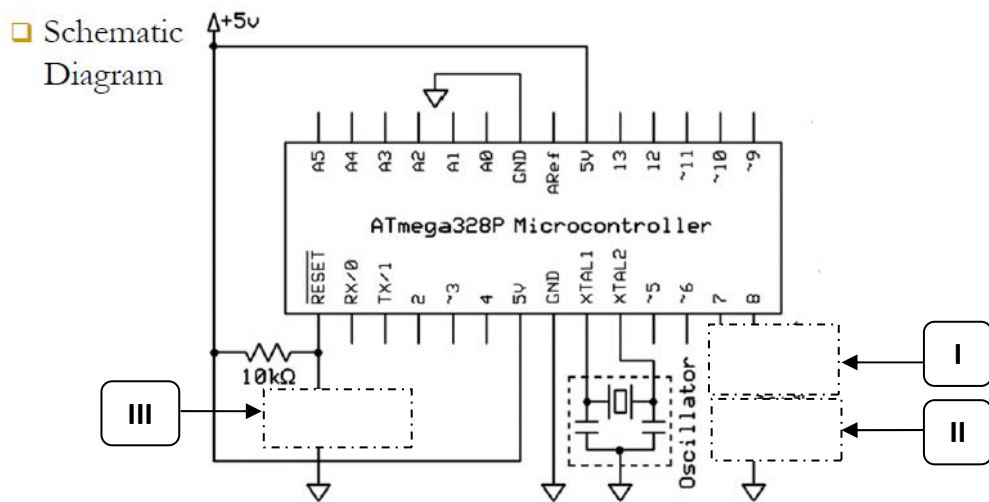 Schematic
Diagram
+5v
A5 A4 A3 A2 A1 A0 GND ARef 5V 13 12 ~11 ~10 ~9
ATmega328P Microcontroller
RESET RX/0 TX/1 2 ~3 4 5V GND XTAL1 XTAL2 ~5 ~6 7 8
10kΩ
Oscillator
I
II
III